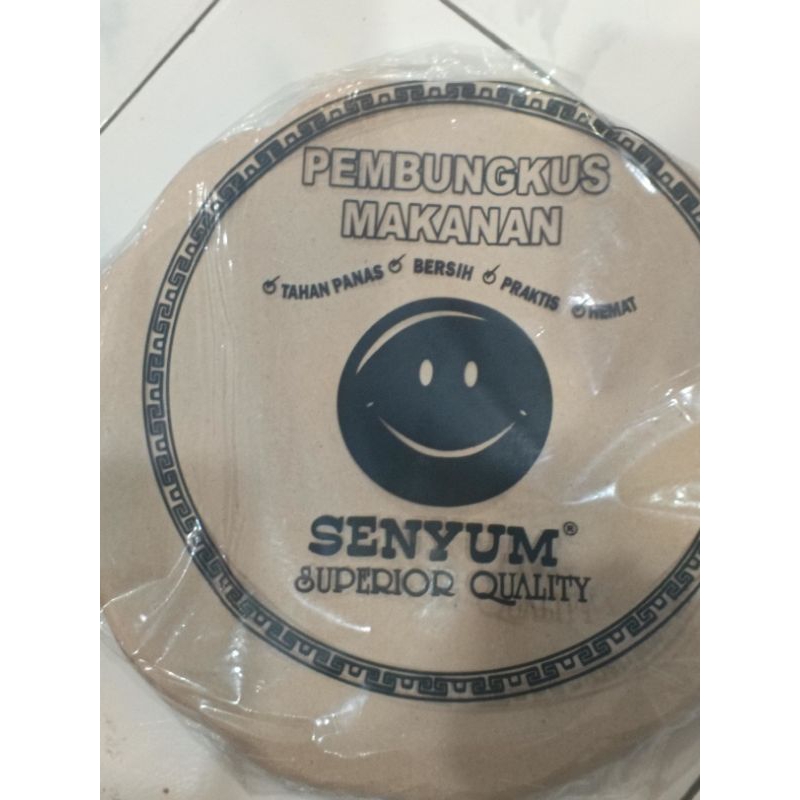 PEMBUNGKUS
MAKANAN
TAHAN PANAS BERSIH PRAKTIS HEMAT
SENYUM®
SUPERIOR QUALITY